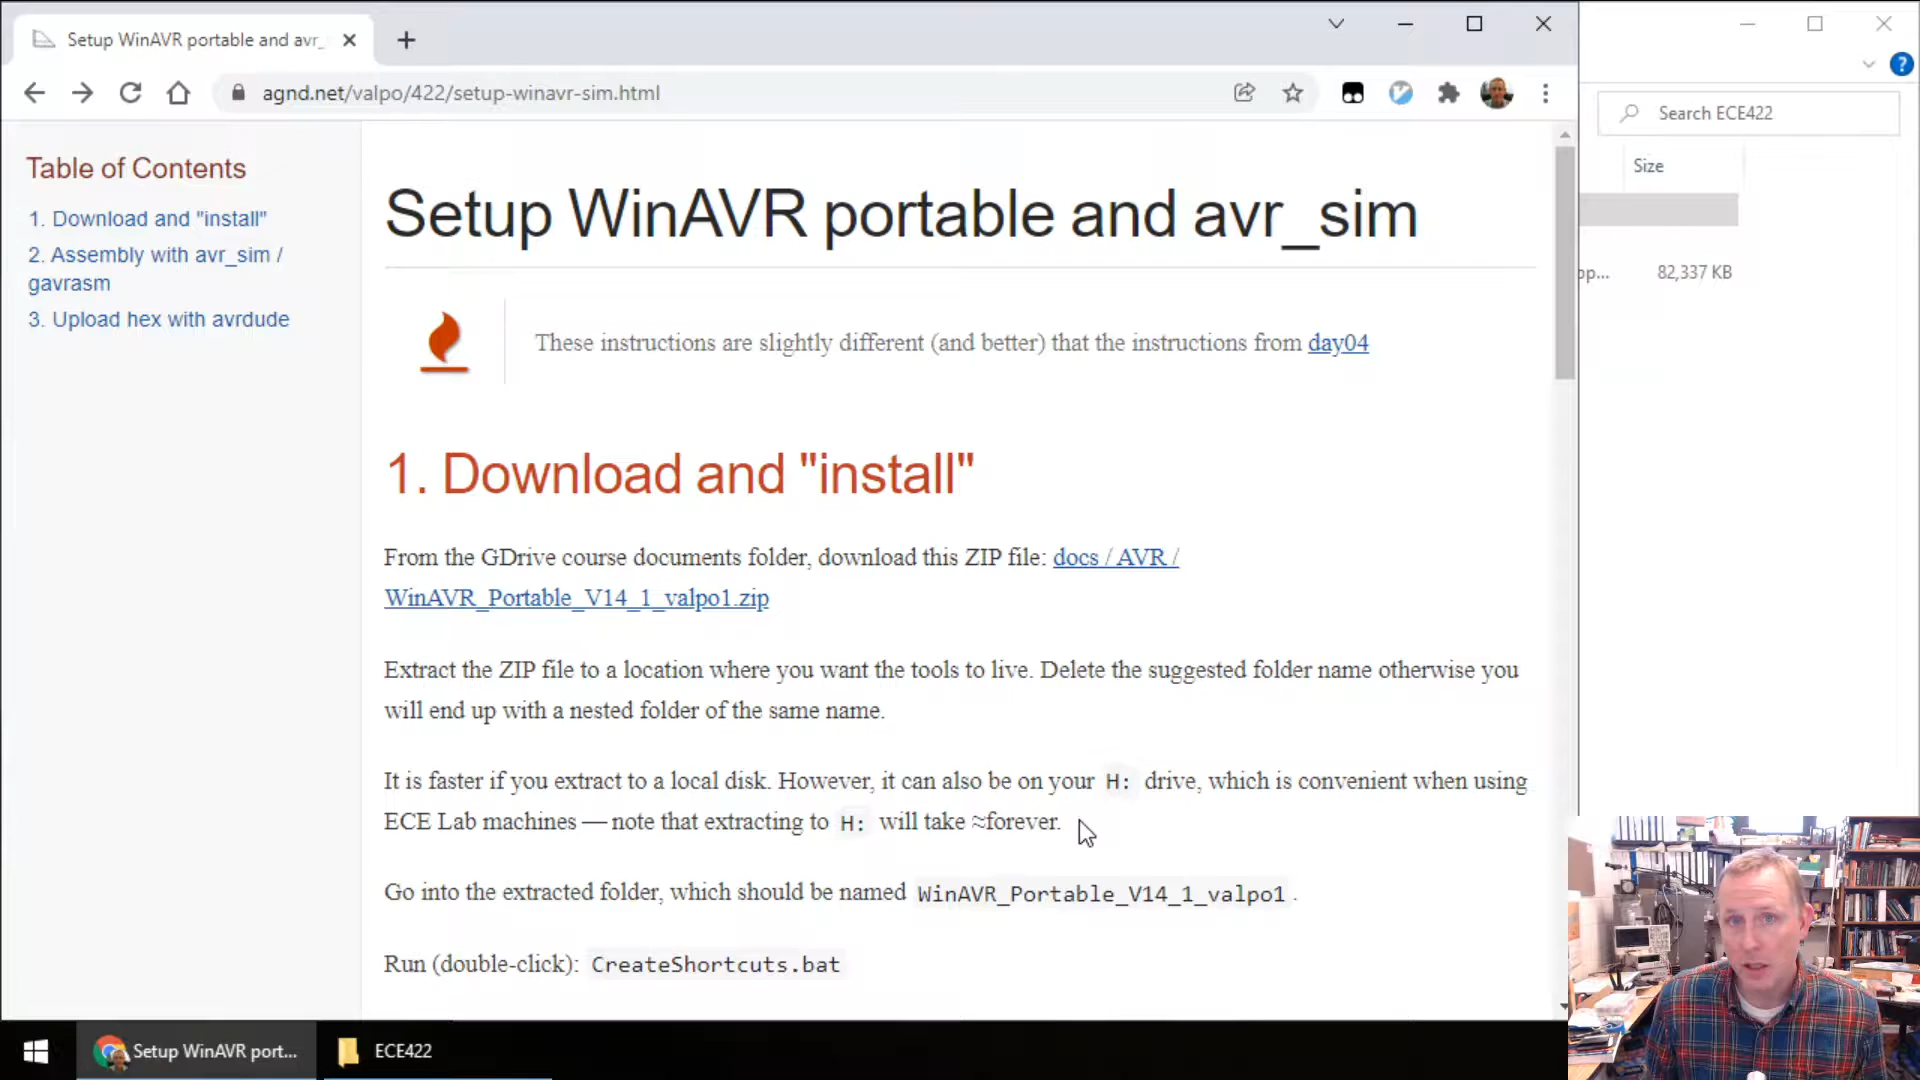 Setup WinAVR portable and avr_
agnd.net/valpo/422/setup-winavr-sim.html
Search ECE422
Size
pp... 82,337 KB
Table of Contents
1. Download and "install"
2. Assembly with avr_sim /
gavrasm
3. Upload hex with avrdude
Setup WinAVR portable and avr_sim
These instructions are slightly different (and better) that the instructions from day04
1. Download and "install"
From the GDrive course documents folder, download this ZIP file: docs / AVR /
WinAVR_Portable_V14_1_valpo1.zip
Extract the ZIP file to a location where you want the tools to live. Delete the suggested folder name otherwise you
will end up with a nested folder of the same name.
It is faster if you extract to a local disk. However, it can also be on your H: drive, which is convenient when using
ECE Lab machines — note that extracting to H: will take ≈forever.
Go into the extracted folder, which should be named WinAVR_Portable_V14_1_valpo1 .
Run (double-click): CreateShortcuts.bat
Setup WinAVR port...
ECE422